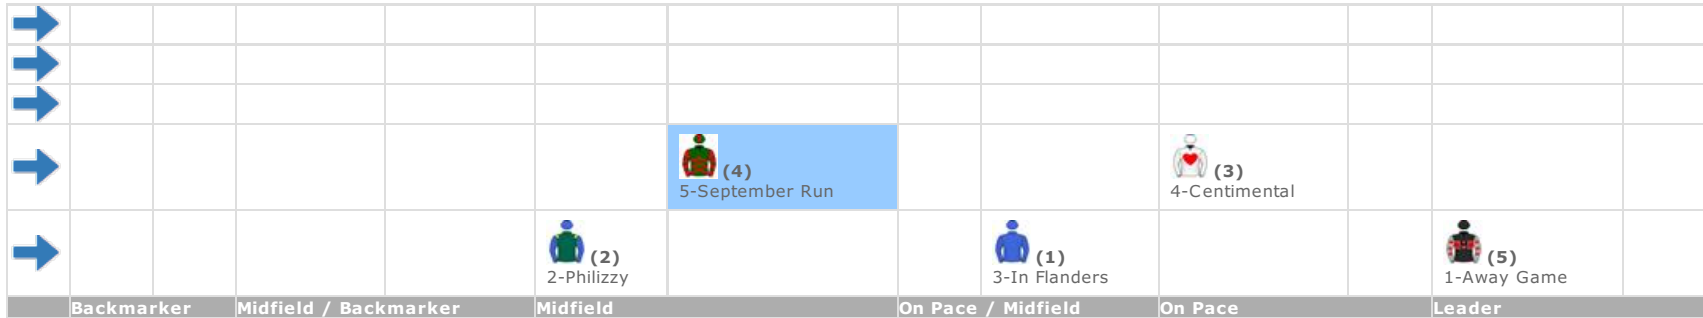 (4)
5-September Run
(3)
4-Centimental
(2)
2-Philizzy
(1)
3-In Flanders
(5)
1-Away Game
Backmarker Midfield / Backmarker Midfield On Pace / Midfield On Pace Leader